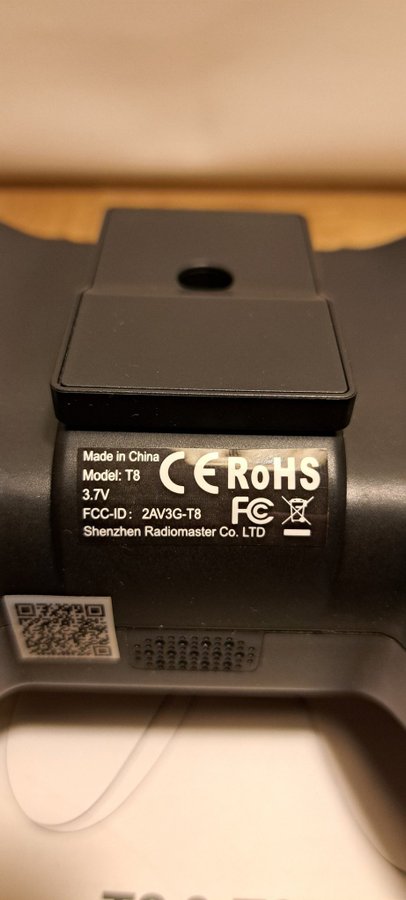 Made in China
Model: T8
3.7V
FCC-ID: 2AV3G-T8
Shenzhen Radiomaster Co. LTD
CE RoHS
FC